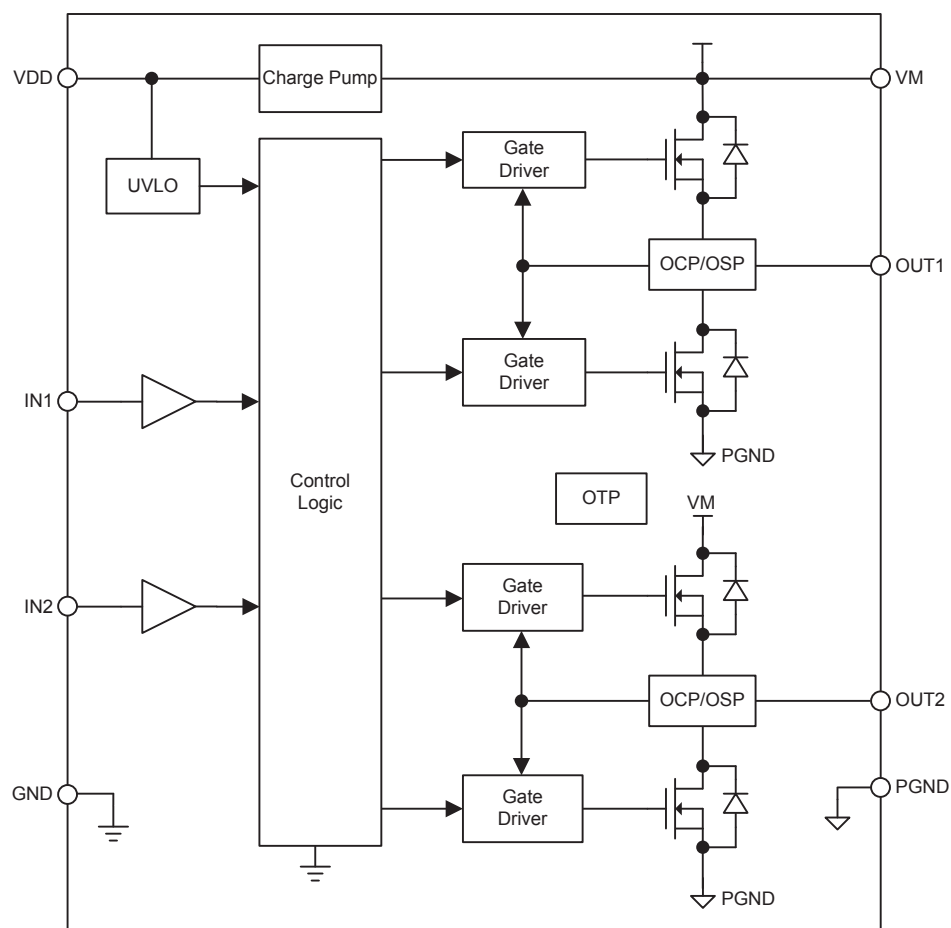 VDD
Charge Pump
VM
UVLO
Gate
Driver
OCP/OSP
OUT1
Gate
Driver
IN1
PGND
Control
Logic
OTP
VM
IN2
Gate
Driver
OCP/OSP
OUT2
GND
Gate
Driver
PGND
PGND